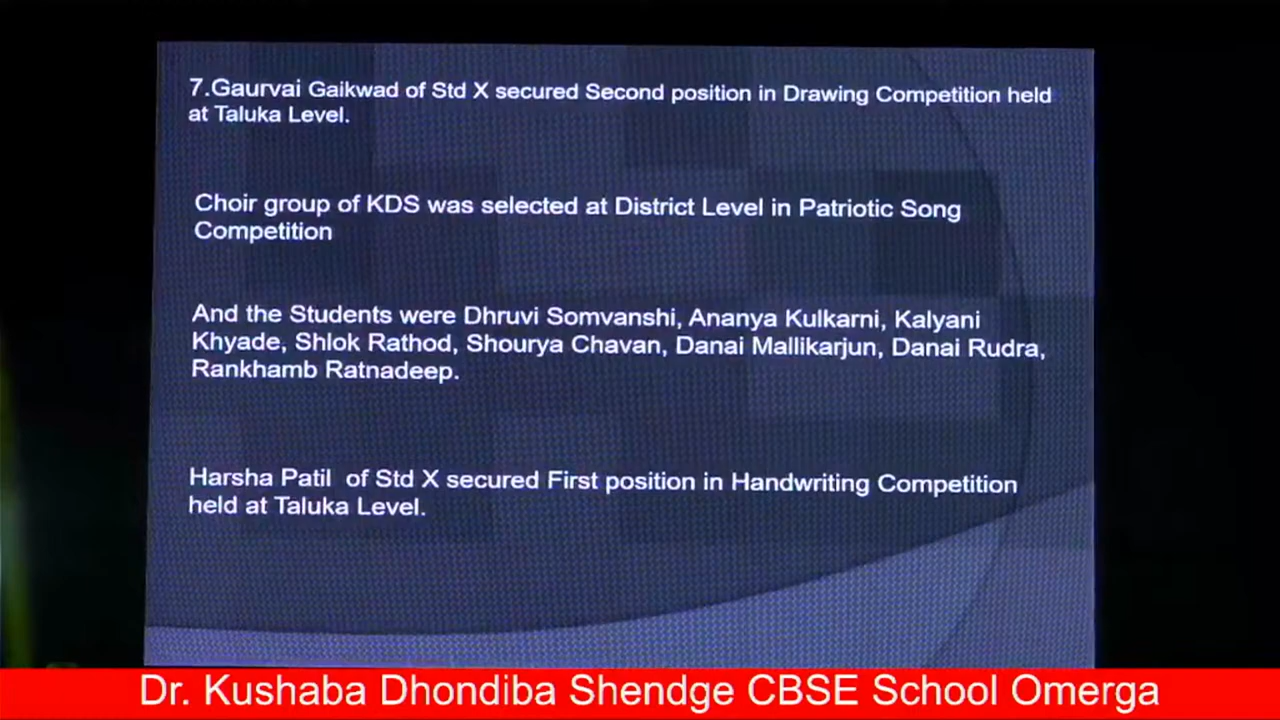 7.Gaurvai Gaikwad of Std X secured Second position in Drawing Competition held
at Taluka Level.
Choir group of KDS was selected at District Level in Patriotic Song
Competition
And the Students were Dhruvi Somvanshi, Ananya Kulkarni, Kalyani
Khyade, Shlok Rathod, Shourya Chavan, Danai Mallikarjun, Danai Rudra,
Rankhamb Ratnadeep.
Harsha Patil  of Std X secured First position in Handwriting Competition
held at Taluka Level.
Dr. Kushaba Dhondiba Shendge CBSE School Omerga